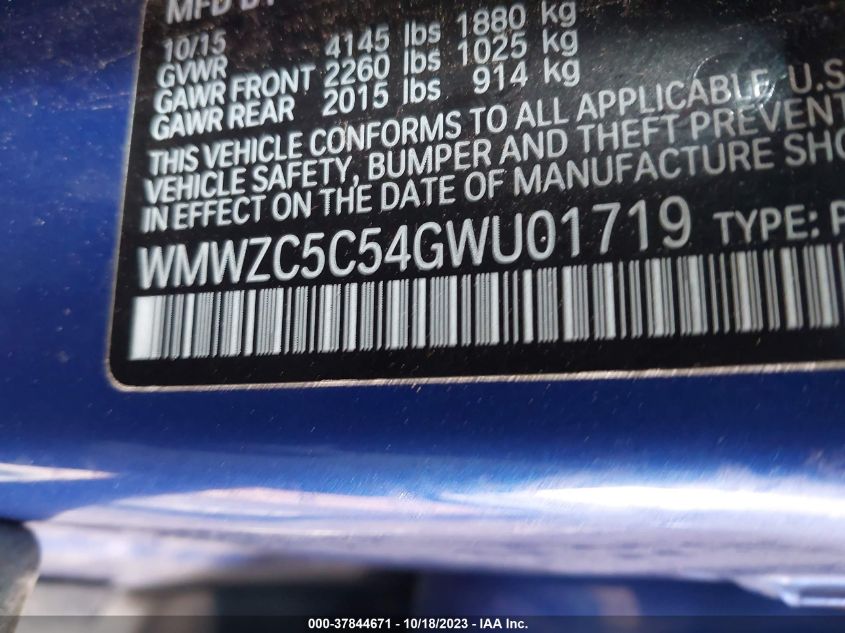 MFD BY
10/15
GVWR 4145 lbs 1880 kg
GAWR FRONT 2260 lbs 1025 kg
GAWR REAR 2015 lbs 914 kg
THIS VEHICLE CONFORMS TO ALL APPLICABLE U.S
VEHICLE SAFETY, BUMPER AND THEFT PREVENT
IN EFFECT ON THE DATE OF MANUFACTURE SHO
WMWZC5C54GWU01719 TYPE: P
000-37844671 - 10/18/2023 - IAA Inc.